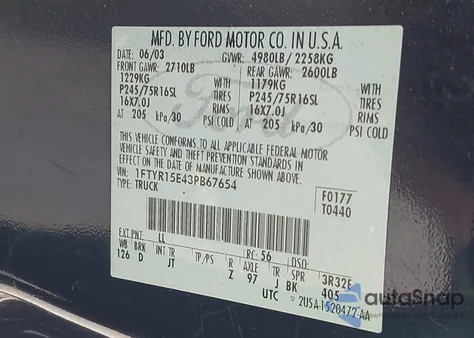 MFD. BY FORD MOTOR CO. IN U.S.A.
DATE: 06/03 GVWR: 4980LB / 2258KG
FRONT GAWR: 2710LB REAR GAWR: 2600LB
1229KG WITH 1179KG WITH
P245/75R16SL TIRES P245/75R16SL TIRES
16X7.0J RIMS 16X7.0J RIMS
AT 205 kPa/30 PSI COLD AT 205 kPa/30 PSI COLD
THIS VEHICLE CONFORMS TO ALL APPLICABLE FEDERAL MOTOR
VEHICLE SAFETY AND THEFT PREVENTION STANDARDS IN
EFFECT ON THE DATE OF MANUFACTURE SHOWN ABOVE.
VIN: 1FTYR15E43PB67654
TYPE: TRUCK
F0177
T0440
EXT PNT: LL RC: 56 DSO:
WB BRK INT TR TP/PS R AXLE TR SPR 3R32F
126 D JT Z 97 J BK 405
UTC 2U5A-1520472-AA
Ford
autoSnap